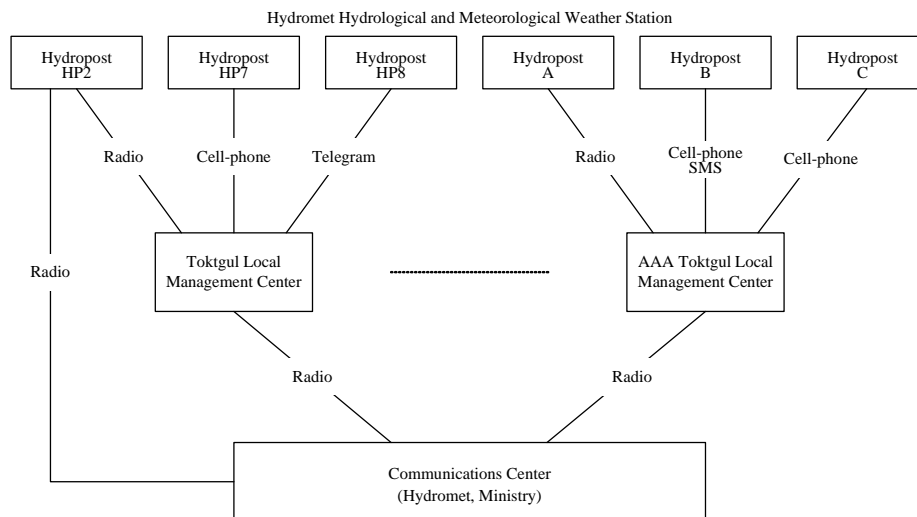 Hydromet Hydrological and Meteorological Weather Station
Hydropost
HP2
Hydropost
HP7
Hydropost
HP8
Hydropost
A
Hydropost
B
Hydropost
C
Radio
Cell-phone
Telegram
Radio
Cell-phone
SMS
Cell-phone
Radio
Toktgul Local
Management Center
AAA Toktgul Local
Management Center
Radio
Radio
Communications Center
(Hydromet, Ministry)